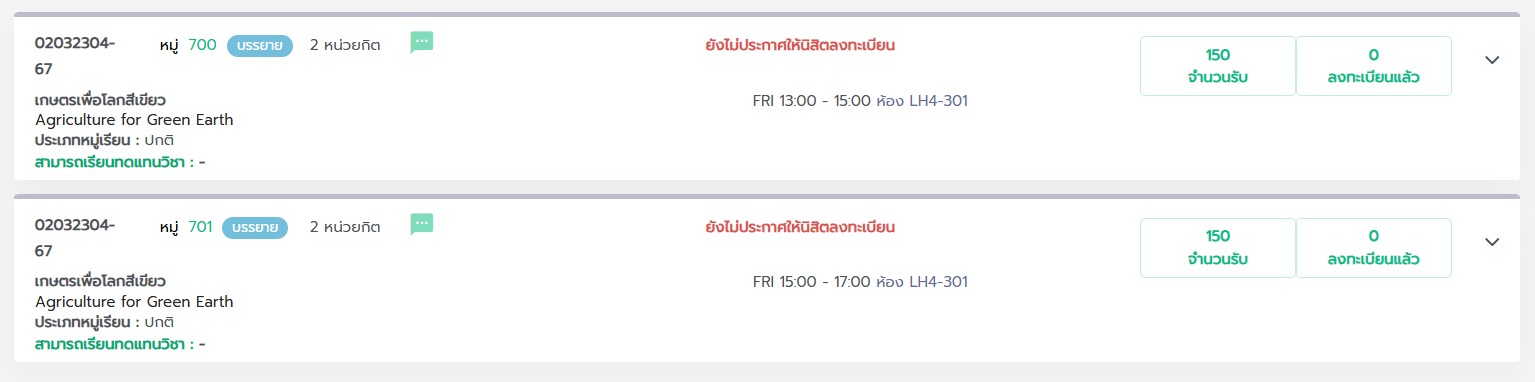 02032304-
67
หมู่ 700 บรรยาย 2 หน่วยกิต
ยังไม่ประกาศให้นิสิตลงทะเบียน
150
จำนวนรับ
0
ลงทะเบียนแล้ว
เกษตรเพื่อโลกสีเขียว
Agriculture for Green Earth
ประเภทหมู่เรียน : ปกติ
สามารถเรียนทดแทนวิชา : -
FRI 13:00 - 15:00 ห้อง LH4-301
02032304-
67
หมู่ 701 บรรยาย 2 หน่วยกิต
ยังไม่ประกาศให้นิสิตลงทะเบียน
150
จำนวนรับ
0
ลงทะเบียนแล้ว
เกษตรเพื่อโลกสีเขียว
Agriculture for Green Earth
ประเภทหมู่เรียน : ปกติ
สามารถเรียนทดแทนวิชา : -
FRI 15:00 - 17:00 ห้อง LH4-301